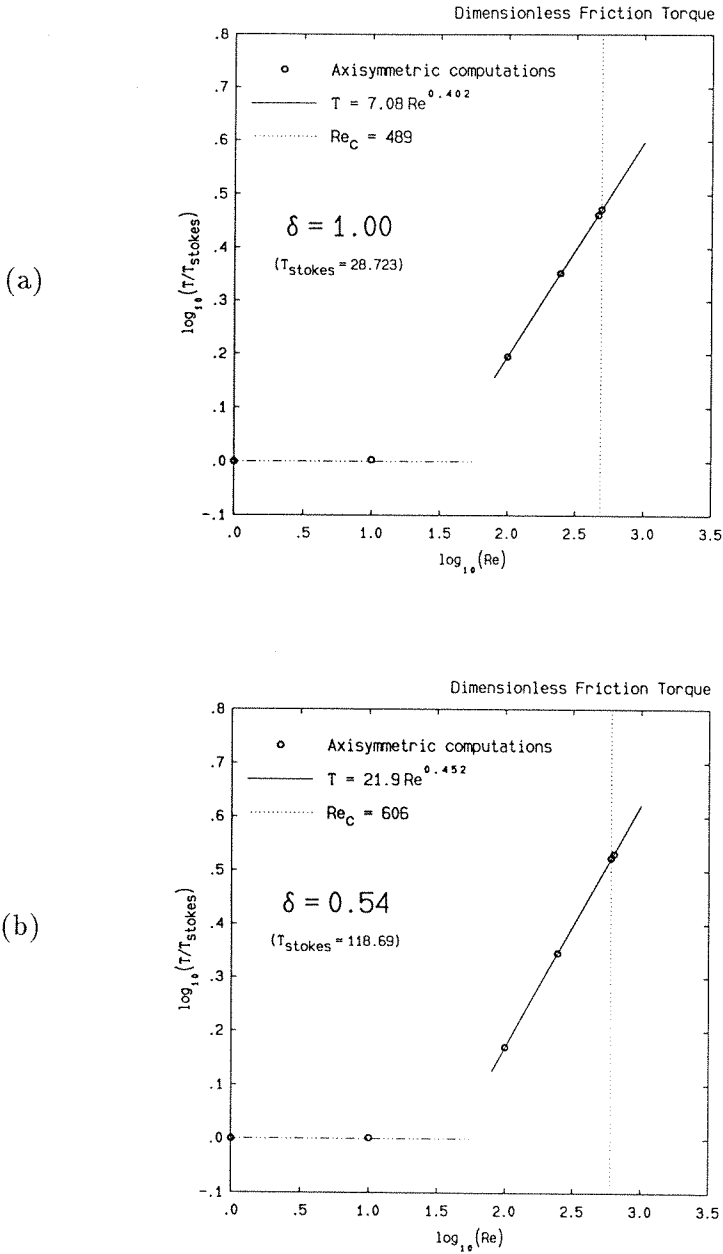 Dimensionless Friction Torque
.8
.7
.6
.5
.4
.3
.2
.1
.0
-.1
log₁₀(T/T_stokes)
Axisymmetric computations
T = 7.08 Re^0.402
Re_C = 489
δ = 1.00
(T_stokes = 28.723)
(a)
.0 .5 1.0 1.5 2.0 2.5 3.0 3.5
log₁₀(Re)
Dimensionless Friction Torque
.8
.7
.6
.5
.4
.3
.2
.1
.0
-.1
log₁₀(T/T_stokes)
Axisymmetric computations
T = 21.9 Re^0.452
Re_C = 606
δ = 0.54
(T_stokes = 118.69)
(b)
.0 .5 1.0 1.5 2.0 2.5 3.0 3.5
log₁₀(Re)